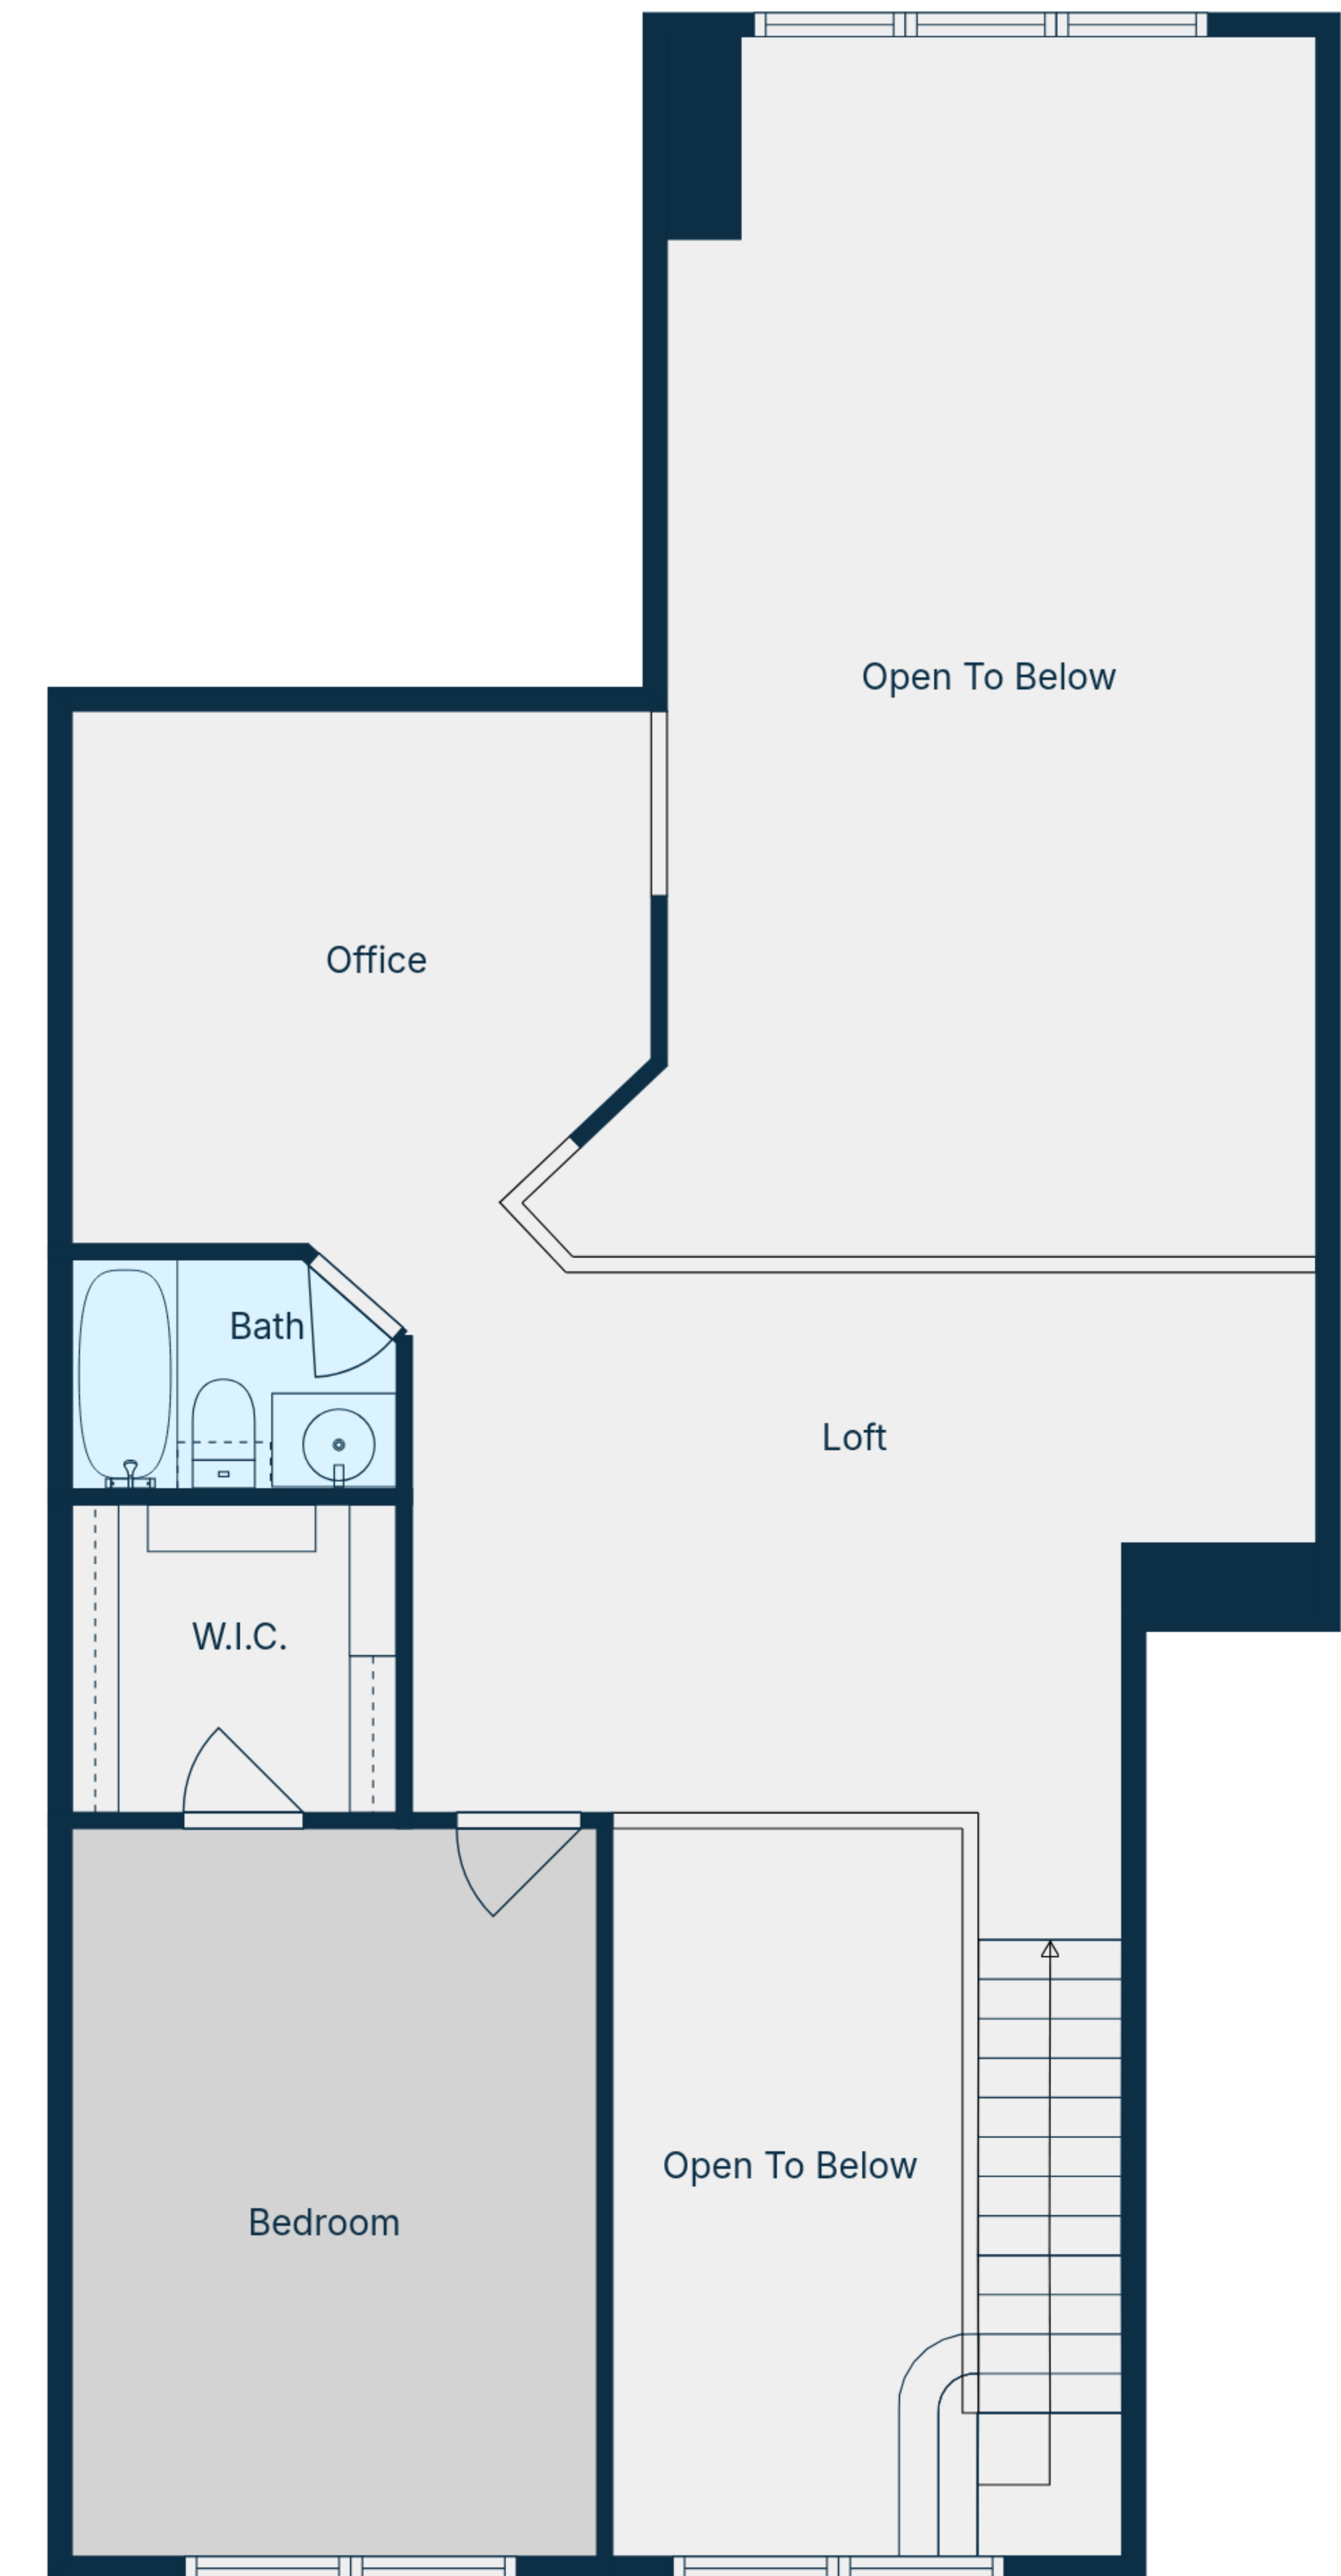 Open To Below
Office
Bath
Loft
W.I.C.
Open To Below
Bedroom